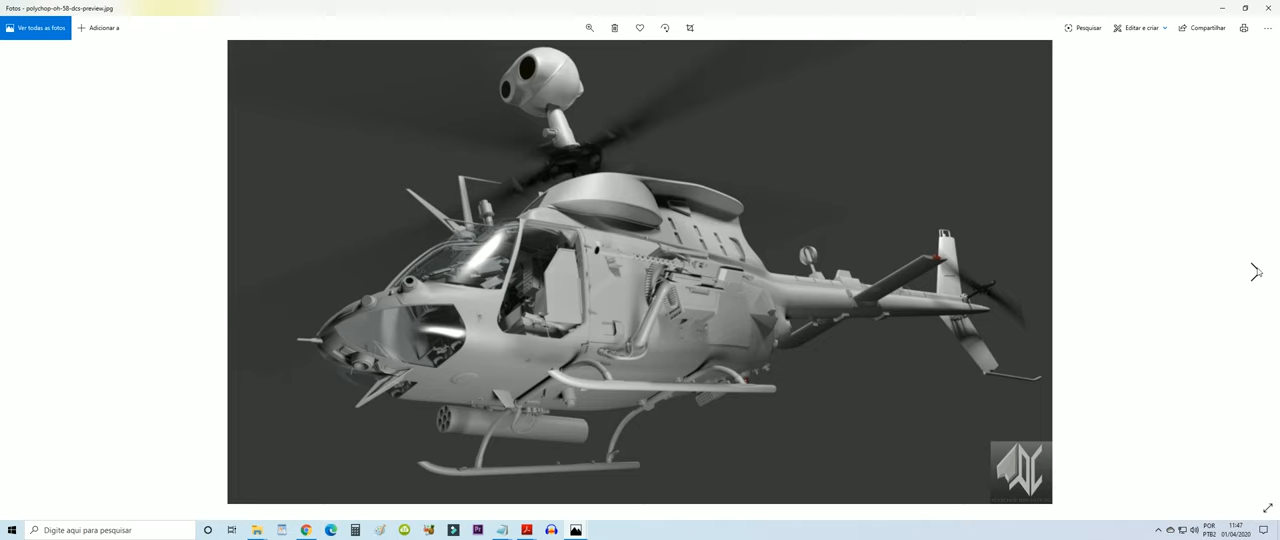 Fotos - polychop-oh-58-dcs-preview.jpg
Ver todas as fotos
Adicionar a
Pesquisar
Editar e criar
Compartilhar
Digite aqui para pesquisar
POR
PTB2
11:47
01/04/2020